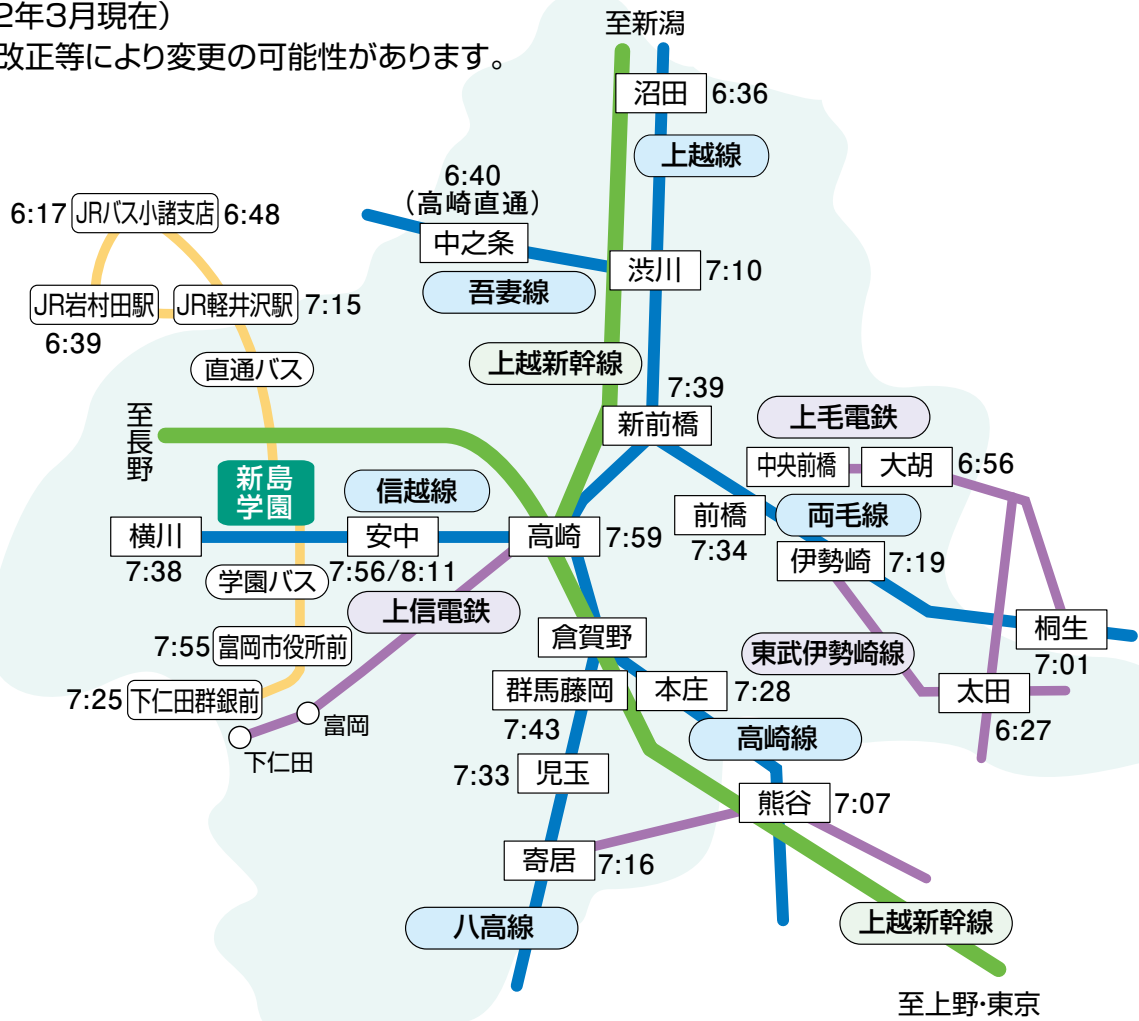 2年3月現在）
改正等により変更の可能性があります。
至新潟
沼田 6:36
上越線
6:40
（高崎直通）
中之条
吾妻線
渋川 7:10
6:17 JRバス小諸支店 6:48
JR岩村田駅
6:39
JR軽井沢駅 7:15
直通バス
上越新幹線
至長野
7:39
新前橋
上毛電鉄
中央前橋
大胡 6:56
新島
学園
信越線
前橋
7:34
両毛線
横川
7:38
安中
7:56/8:11
高崎 7:59
伊勢崎 7:19
学園バス
上信電鉄
倉賀野
東武伊勢崎線
桐生
7:01
7:55 富岡市役所前
7:25 下仁田群銀前
富岡
下仁田
群馬藤岡
7:43
本庄 7:28
太田
6:27
高崎線
7:33 児玉
熊谷 7:07
寄居 7:16
八高線
上越新幹線
至上野・東京